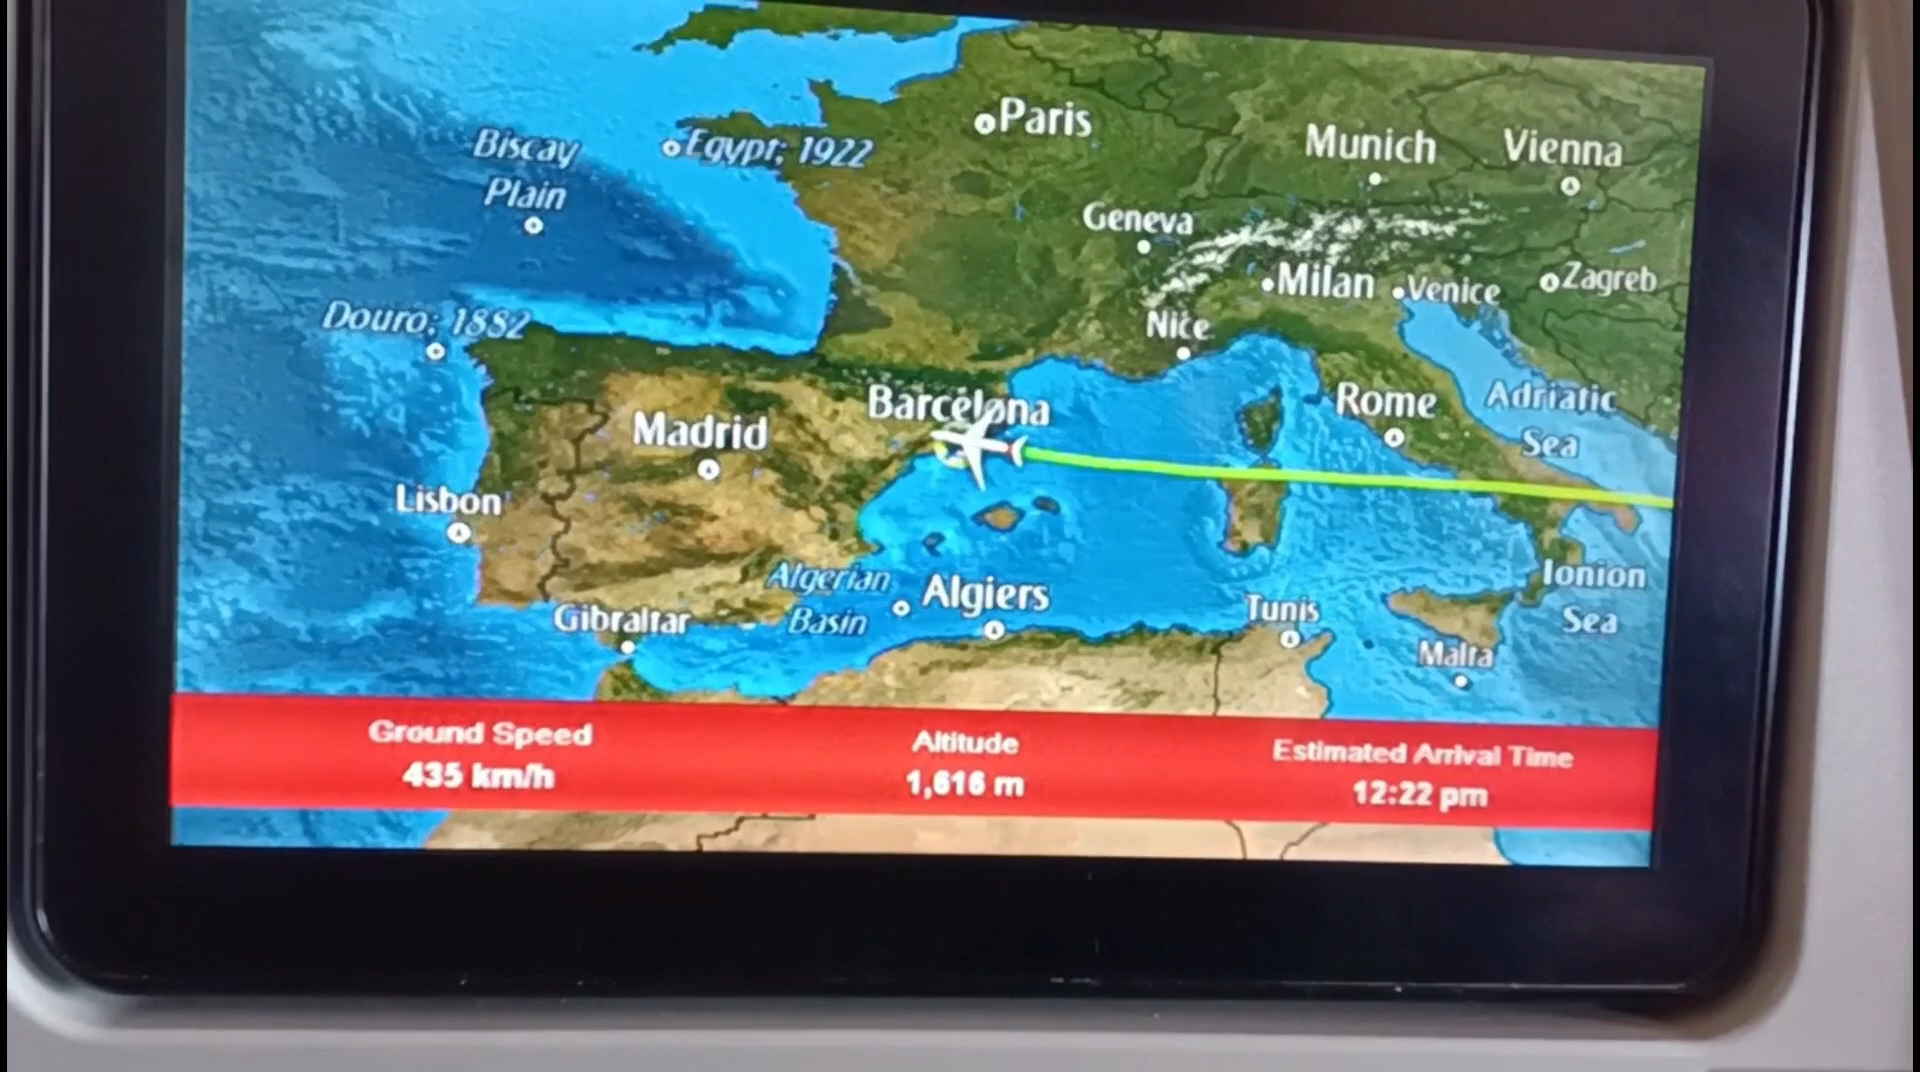 Paris
Egypt; 1922
Biscay
Plain
Munich
Vienna
Geneva
Milan
Venice
Zagreb
Douro; 1882
Nice
Barcelona
Madrid
Rome
Adriatic
Sea
Lisbon
Algerian
Basin
Algiers
Ionion
Sea
Gibraltar
Tunis
Malta
Ground Speed
435 km/h
Altitude
1,616 m
Estimated Arrival Time
12:22 pm